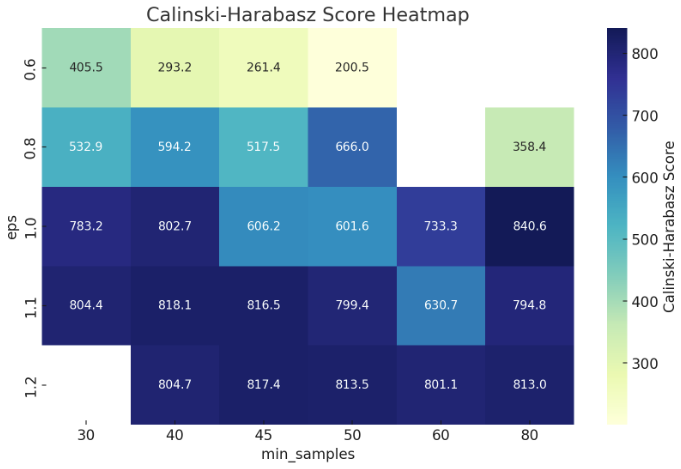 Calinski-Harabasz Score Heatmap
0.6 405.5 293.2 261.4 200.5
0.8 532.9 594.2 517.5 666.0 358.4
1.0 783.2 802.7 606.2 601.6 733.3 840.6
1.1 804.4 818.1 816.5 799.4 630.7 794.8
1.2 804.7 817.4 813.5 801.1 813.0
eps
30 40 45 50 60 80
min_samples
800
700
600
500
400
300
Calinski-Harabasz Score